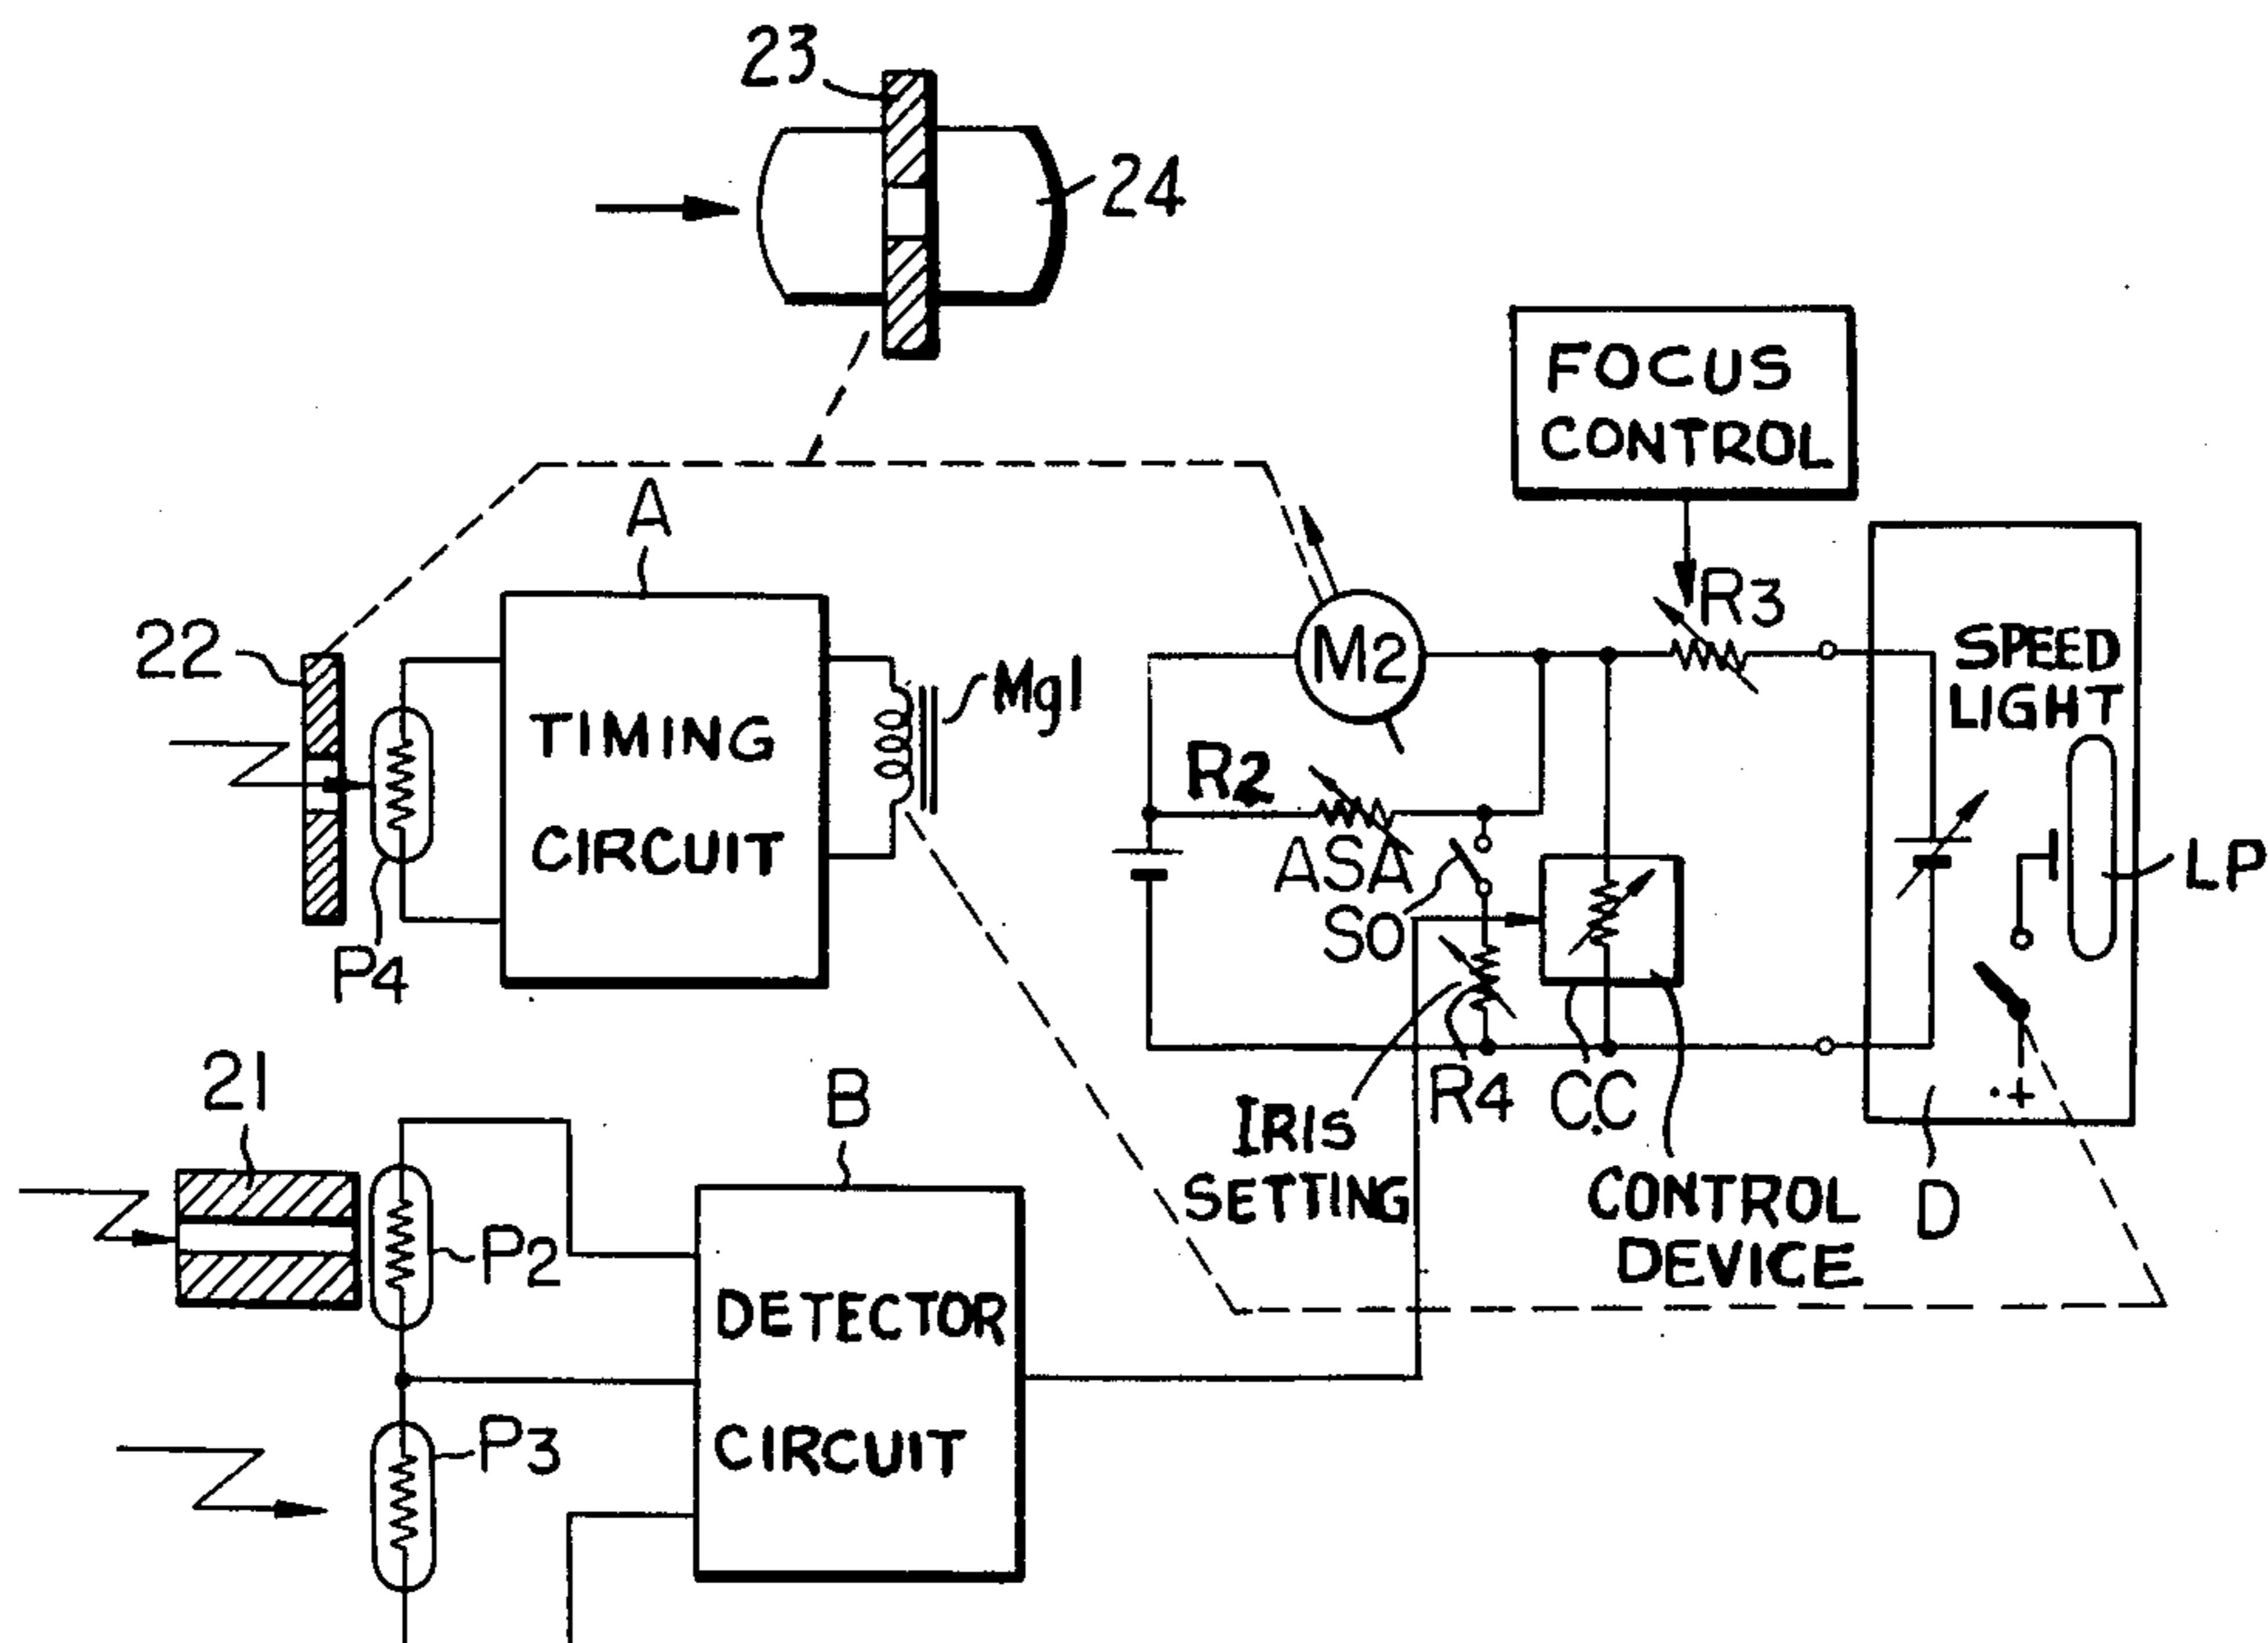 23
24
FOCUS
CONTROL
A
R3
22
M2
SPEED
LIGHT
Mg1
TIMING
CIRCUIT
R2
ASA
SO
LP
P4
+
21
B
R4
C.C
IRIS
SETTING
CONTROL
DEVICE
D
P2
DETECTOR
CIRCUIT
P3